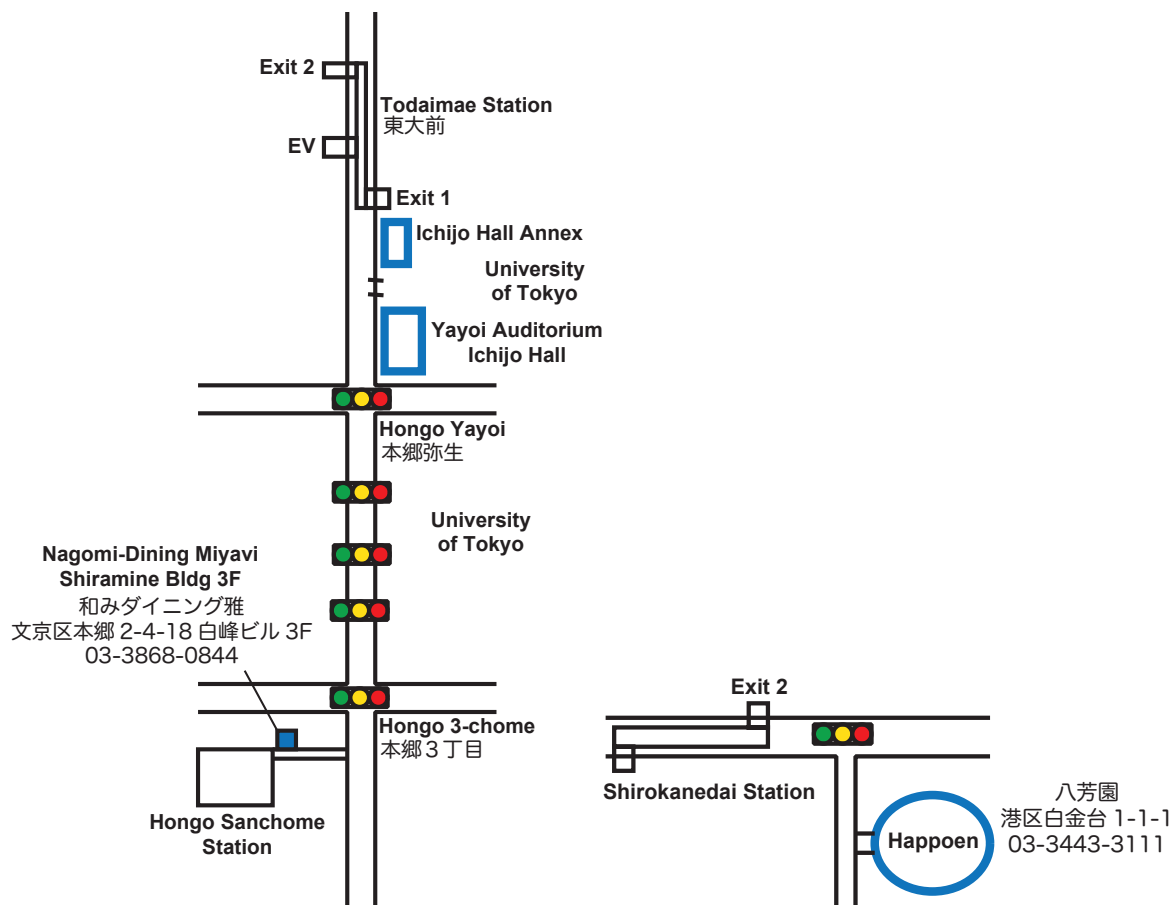 Exit 2
Todaimae Station
東大前
EV
Exit 1
Ichijo Hall Annex
University
of Tokyo
Yayoi Auditorium
Ichijo Hall
Hongo Yayoi
本郷弥生
University
of Tokyo
Nagomi-Dining Miyavi
Shiramine Bldg 3F
和みダイニング雅
文京区本郷 2-4-18 白峰ビル 3F
03-3868-0844
Hongo 3-chome
本郷３丁目
Hongo Sanchome
Station
Exit 2
Shirokanedai Station
Happoen
八芳園
港区白金台 1-1-1
03-3443-3111